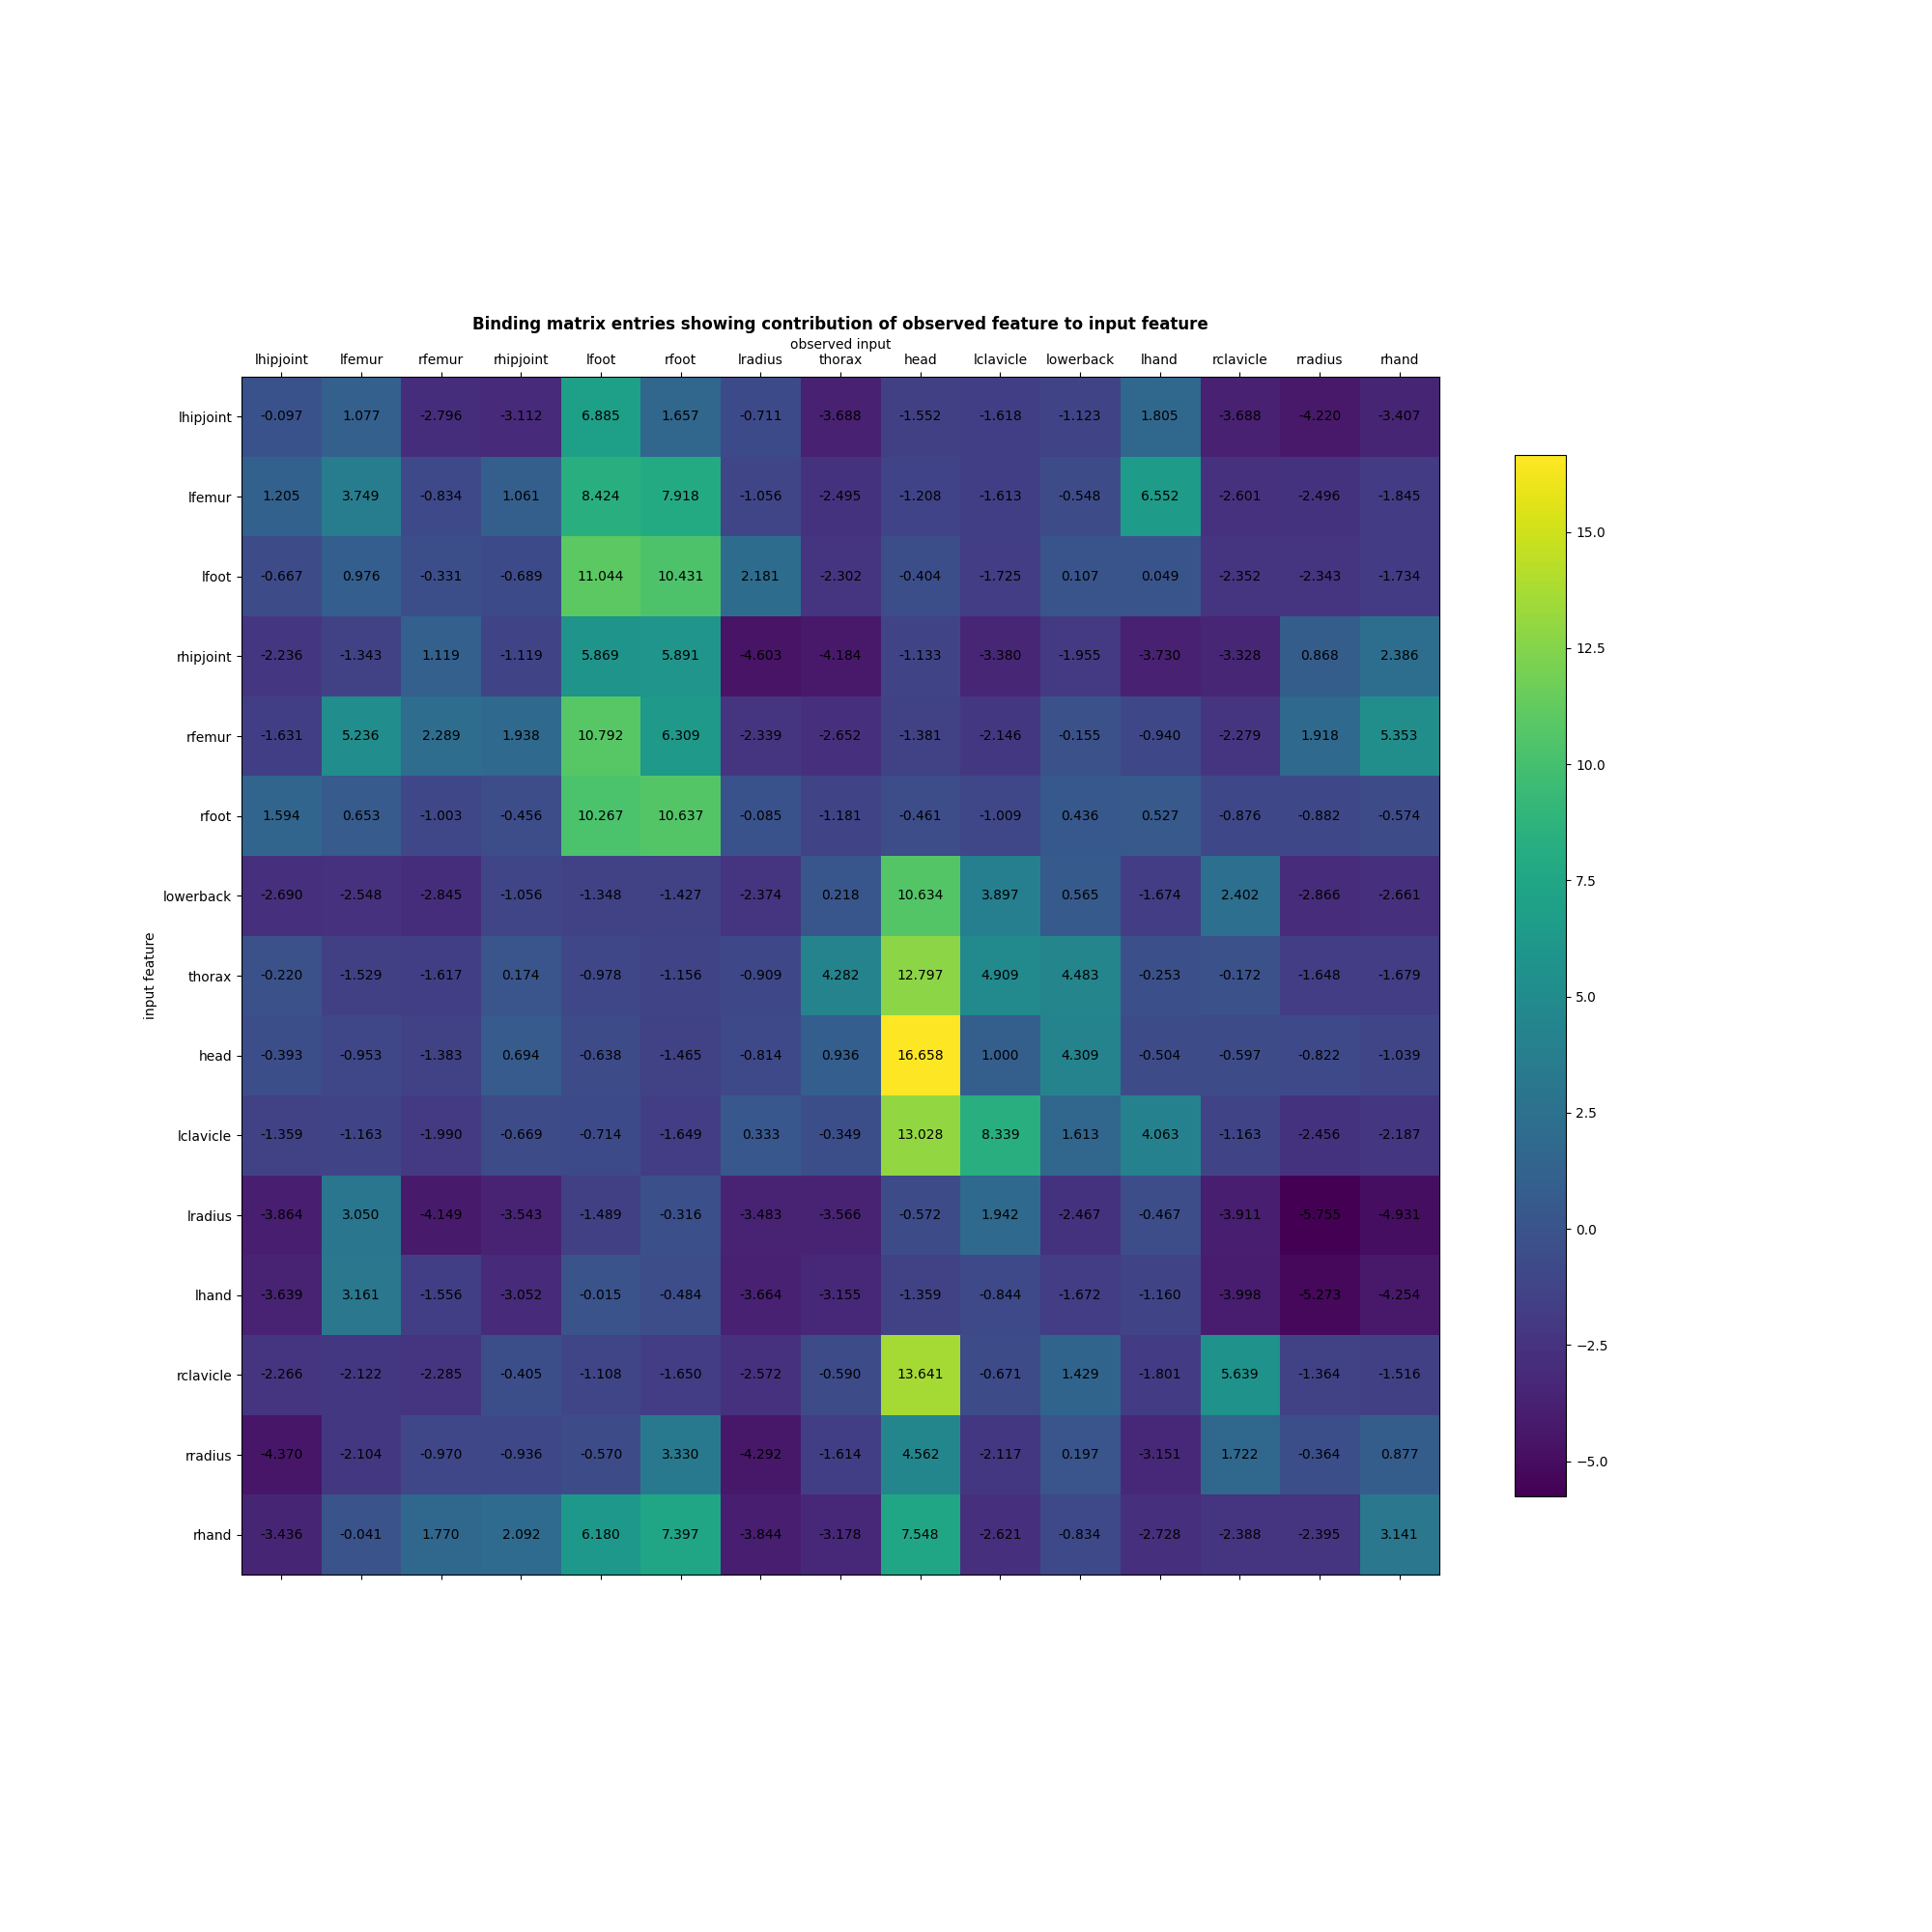 Binding matrix entries showing contribution of observed feature to input feature
observed input
lhipjoint lfemur rfemur rhipjoint lfoot rfoot lradius thorax head lclavicle lowerback lhand rclavicle rradius rhand
lhipjoint -0.097 1.077 -2.796 -3.112 6.885 1.657 -0.711 -3.688 -1.552 -1.618 -1.123 1.805 -3.688 -4.220 -3.407
lfemur 1.205 3.749 -0.834 1.061 8.424 7.918 -1.056 -2.495 -1.208 -1.613 -0.548 6.552 -2.601 -2.496 -1.845
lfoot -0.667 0.976 -0.331 -0.689 11.044 10.431 2.181 -2.302 -0.404 -1.725 0.107 0.049 -2.352 -2.343 -1.734
rhipjoint -2.236 -1.343 1.119 -1.119 5.869 5.891 -4.603 -4.184 -1.133 -3.380 -1.955 -3.730 -3.328 0.868 2.386
rfemur -1.631 5.236 2.289 1.938 10.792 6.309 -2.339 -2.652 -1.381 -2.146 -0.155 -0.940 -2.279 1.918 5.353
rfoot 1.594 0.653 -1.003 -0.456 10.267 10.637 -0.085 -1.181 -0.461 -1.009 0.436 0.527 -0.876 -0.882 -0.574
lowerback -2.690 -2.548 -2.845 -1.056 -1.348 -1.427 -2.374 0.218 10.634 3.897 0.565 -1.674 2.402 -2.866 -2.661
thorax -0.220 -1.529 -1.617 0.174 -0.978 -1.156 -0.909 4.282 12.797 4.909 4.483 -0.253 -0.172 -1.648 -1.679
head -0.393 -0.953 -1.383 0.694 -0.638 -1.465 -0.814 0.936 16.658 1.000 4.309 -0.504 -0.597 -0.822 -1.039
lclavicle -1.359 -1.163 -1.990 -0.669 -0.714 -1.649 0.333 -0.349 13.028 8.339 1.613 4.063 -1.163 -2.456 -2.187
lradius -3.864 3.050 -4.149 -3.543 -1.489 -0.316 -3.483 -3.566 -0.572 1.942 -2.467 -0.467 -3.911 -5.755 -4.931
lhand -3.639 3.161 -1.556 -3.052 -0.015 -0.484 -3.664 -3.155 -1.359 -0.844 -1.672 -1.160 -3.998 -5.273 -4.254
rclavicle -2.266 -2.122 -2.285 -0.405 -1.108 -1.650 -2.572 -0.590 13.641 -0.671 1.429 -1.801 5.639 -1.364 -1.516
rradius -4.370 -2.104 -0.970 -0.936 -0.570 3.330 -4.292 -1.614 4.562 -2.117 0.197 -3.151 1.722 -0.364 0.877
rhand -3.436 -0.041 1.770 2.092 6.180 7.397 -3.844 -3.178 7.548 -2.621 -0.834 -2.728 -2.388 -2.395 3.141
input feature
15.0
12.5
10.0
7.5
5.0
2.5
0.0
−2.5
−5.0